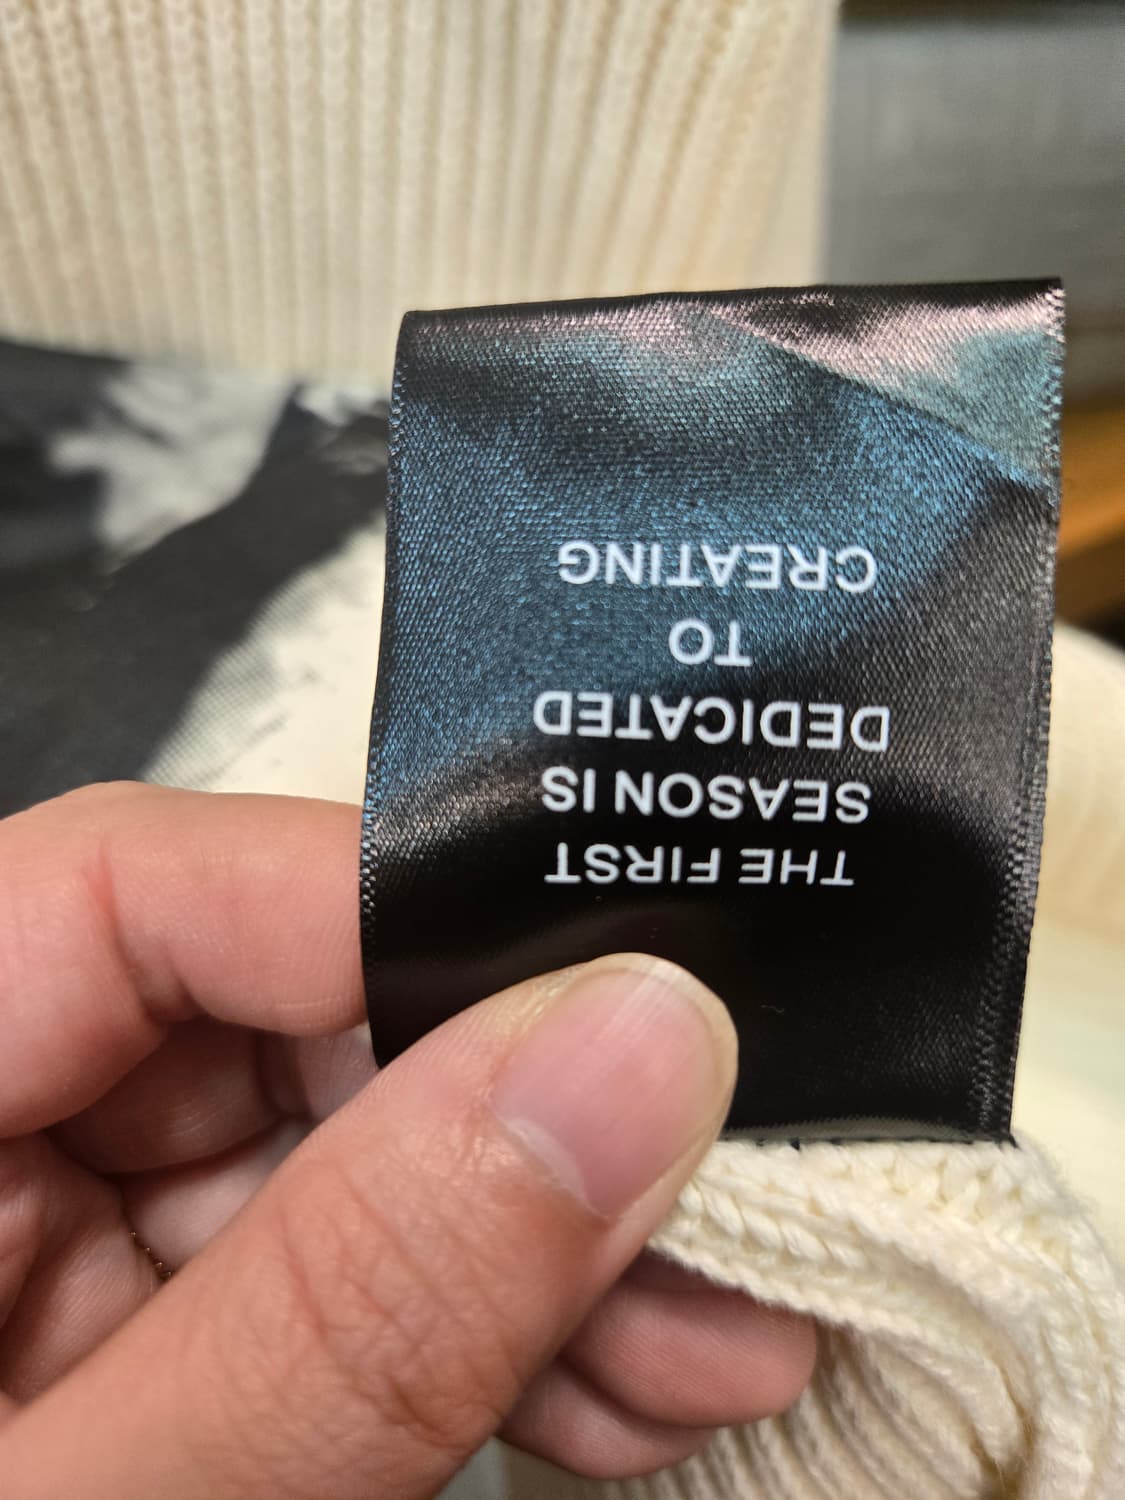 THE FIRST
SEASON IS
DEDICATED
TO
CREATING